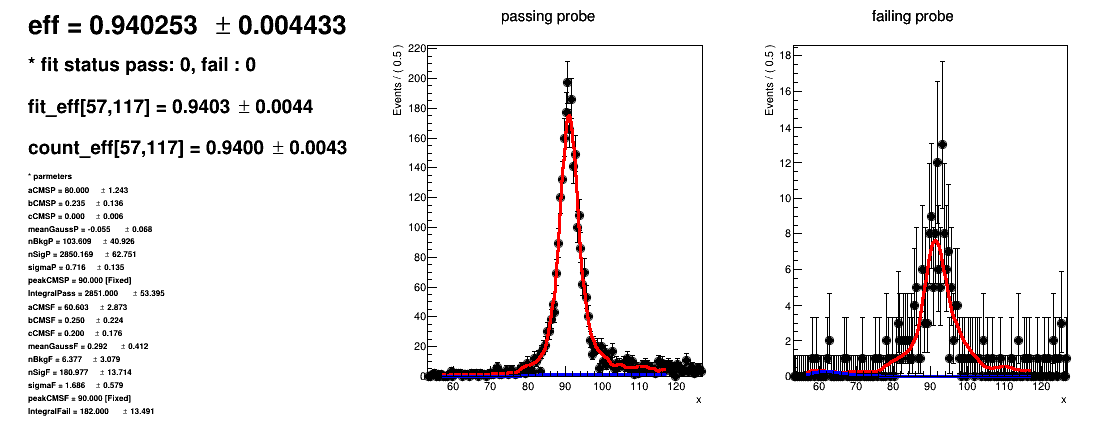 eff = 0.940253 ± 0.004433
* fit status pass: 0, fail : 0
fit_eff[57,117] = 0.9403 ± 0.0044
count_eff[57,117] = 0.9400 ± 0.0043
* parmeters
aCMSP = 80.000 ± 1.243
bCMSP = 0.235 ± 0.136
cCMSP = 0.000 ± 0.006
meanGaussP = -0.055 ± 0.068
nBkgP = 103.609 ± 40.926
nSigP = 2850.169 ± 62.751
sigmaP = 0.716 ± 0.135
peakCMSP = 90.000 [Fixed]
IntegralPass = 2851.000 ± 53.395
aCMSF = 60.603 ± 2.873
bCMSF = 0.250 ± 0.224
cCMSF = 0.200 ± 0.176
meanGaussF = 0.292 ± 0.412
nBkgF = 6.377 ± 3.079
nSigF = 180.977 ± 13.714
sigmaF = 1.686 ± 0.579
peakCMSF = 90.000 [Fixed]
IntegralFail = 182.000 ± 13.491
passing probe
Events / ( 0.5 )
220
200
180
160
140
120
100
80
60
40
20
0
60 70 80 90 100 110 120
x
failing probe
Events / ( 0.5 )
18
16
14
12
10
8
6
4
2
0
60 70 80 90 100 110 120
x